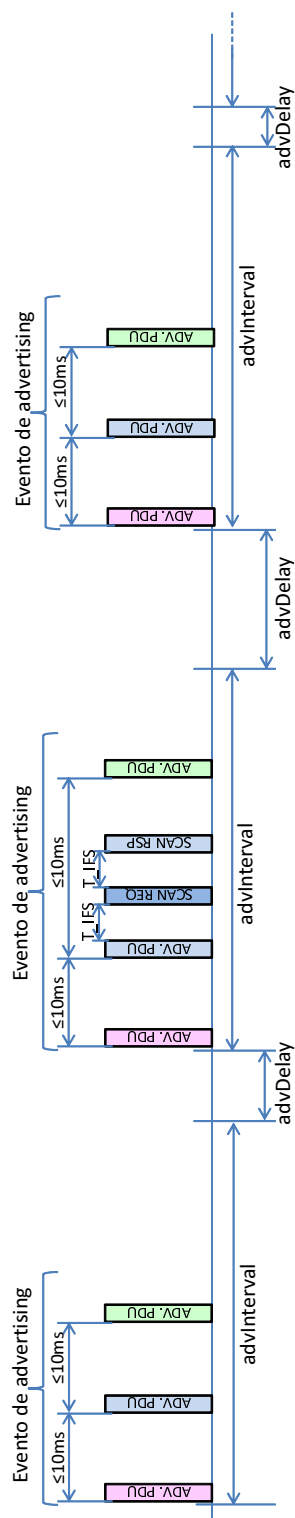 Evento de advertising
≤10ms
≤10ms
ADV. PDU
ADV. PDU
ADV. PDU
advInterval
advDelay
Evento de advertising
≤10ms
≤10ms
T_IFS
T_IFS
ADV. PDU
ADV. PDU
SCAN REQ
SCAN RSP
ADV. PDU
advInterval
advDelay
Evento de advertising
≤10ms
≤10ms
ADV. PDU
ADV. PDU
ADV. PDU
advInterval
advDelay